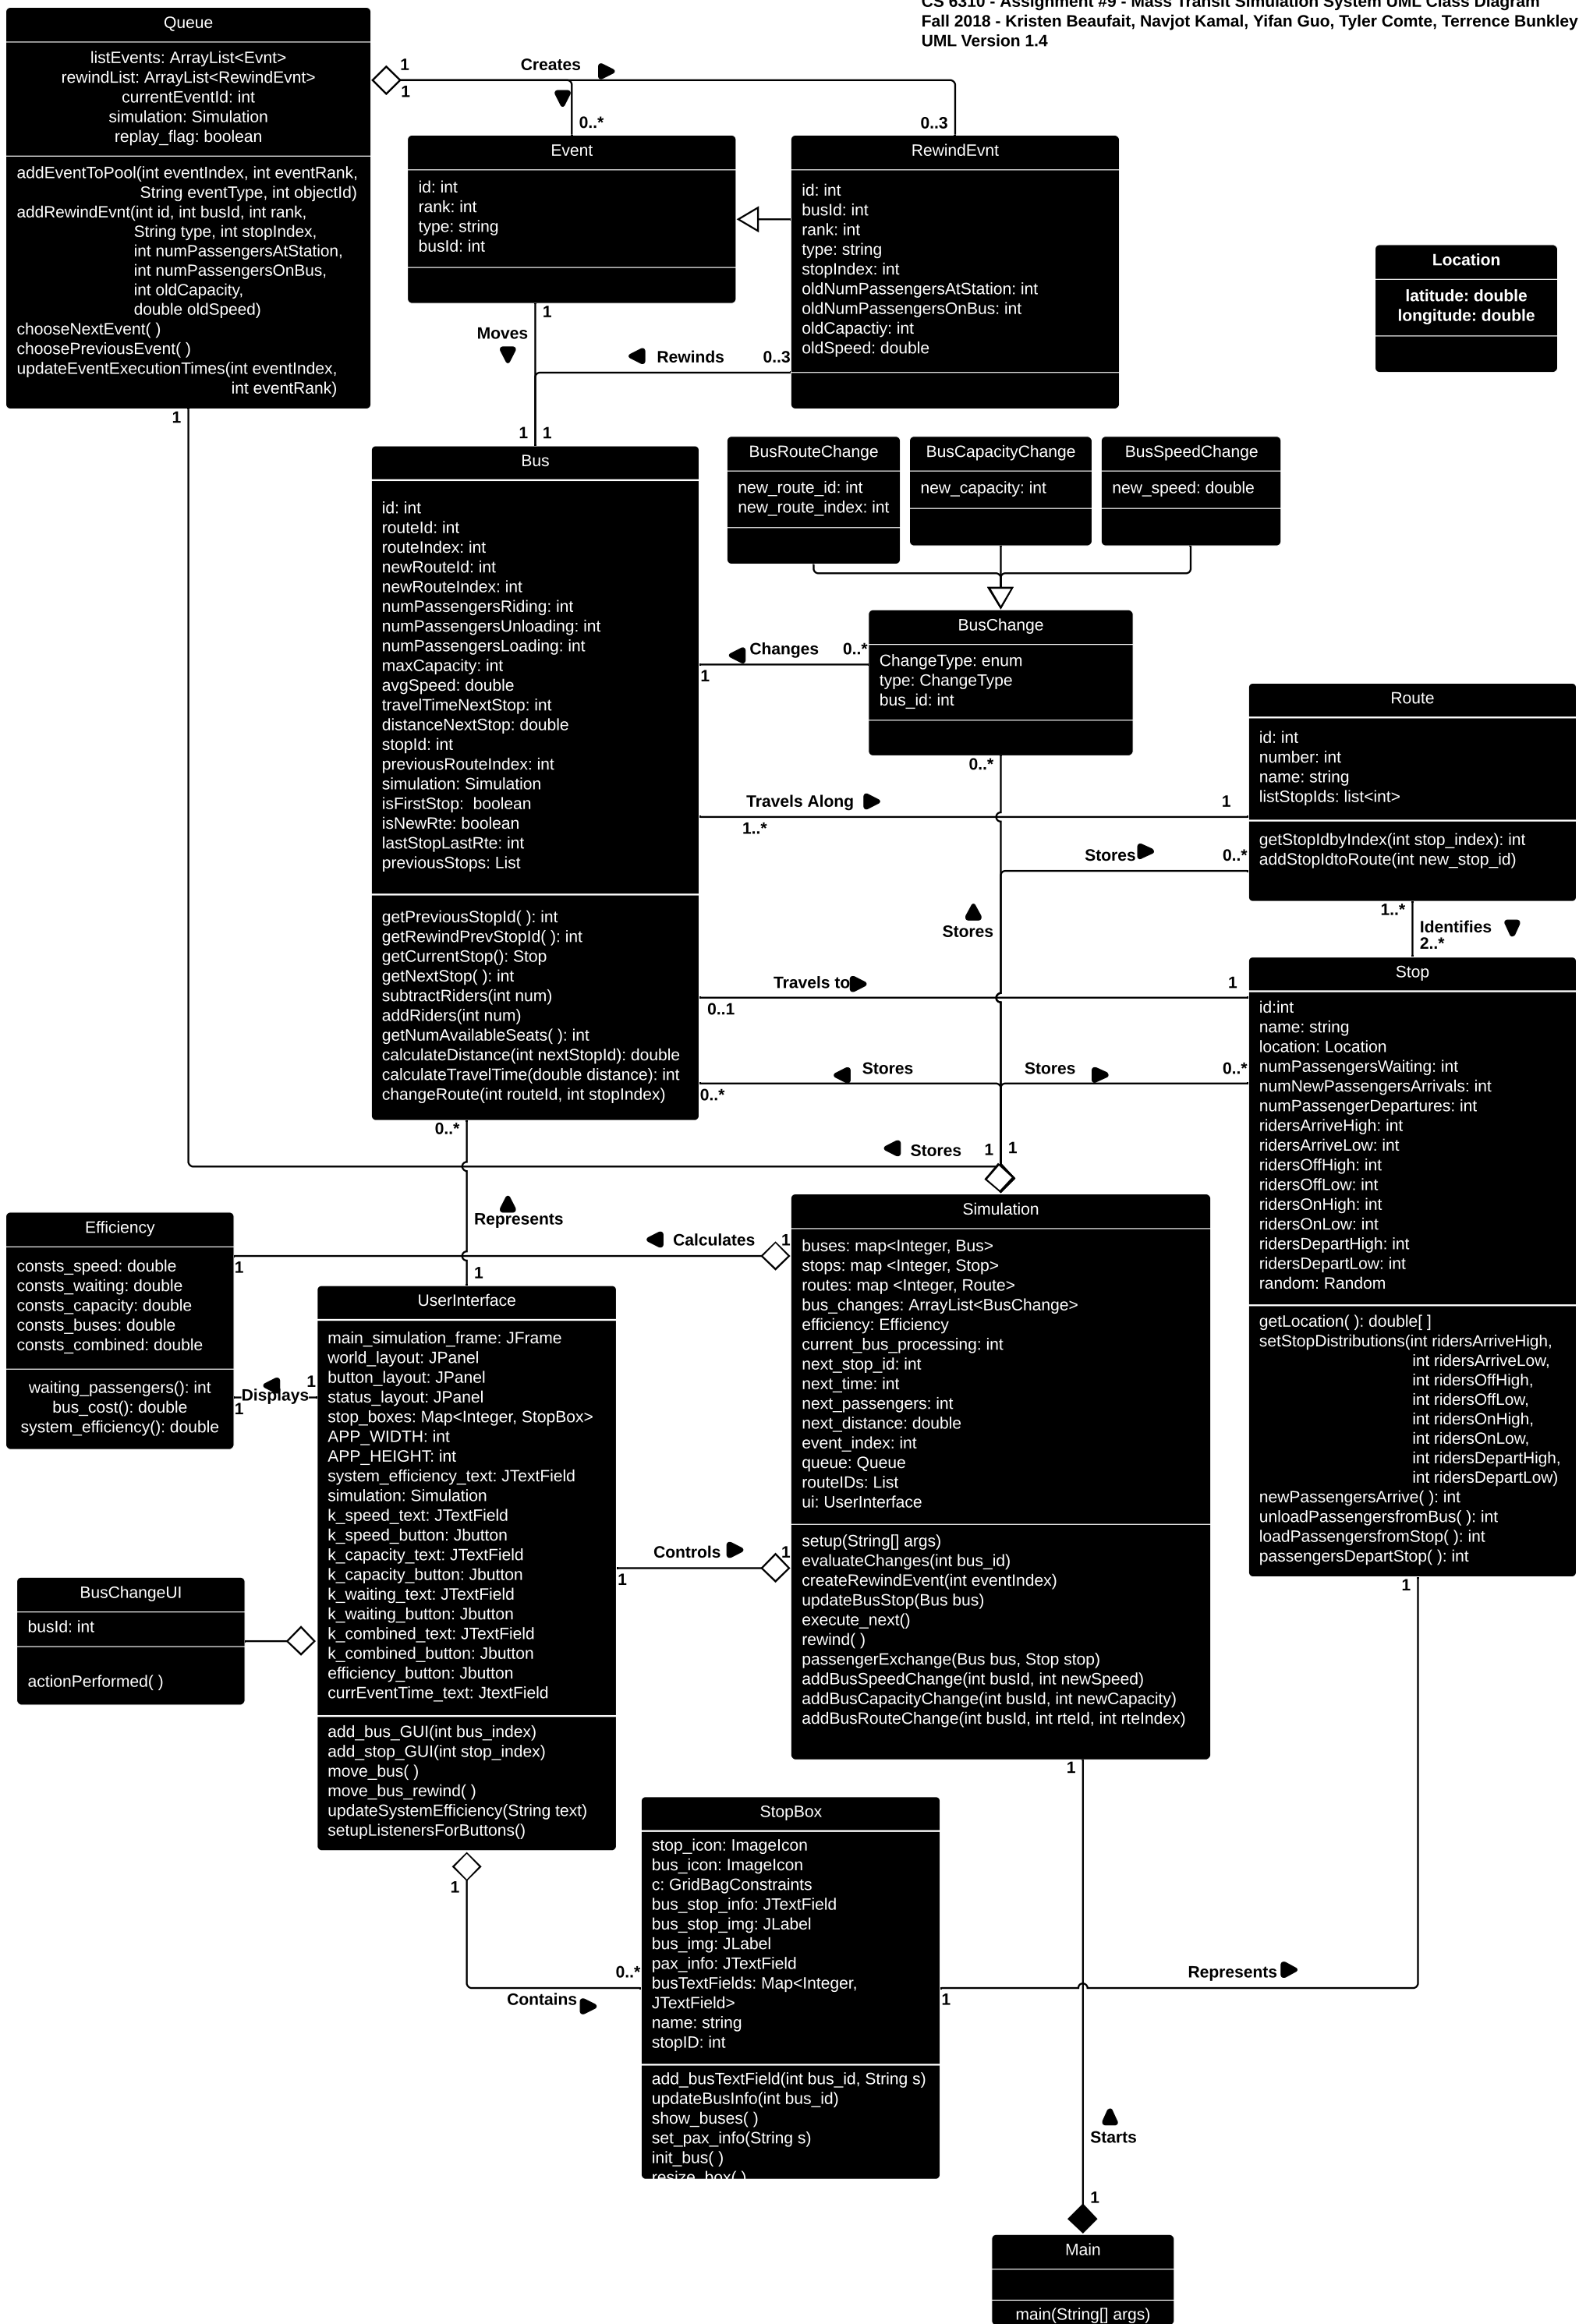 CS 6310 - Assignment #9 - Mass Transit Simulation System UML Class Diagram
Fall 2018 - Kristen Beaufait, Navjot Kamal, Yifan Guo, Tyler Comte, Terrence Bunkley
UML Version 1.4
Queue
listEvents: ArrayList<Evnt>
rewindList: ArrayList<RewindEvnt>
currentEventId: int
simulation: Simulation
replay_flag: boolean
addEventToPool(int eventIndex, int eventRank,
String eventType, int objectId)
addRewindEvnt(int id, int busId, int rank,
String type, int stopIndex,
int numPassengersAtStation,
int numPassengersOnBus,
int oldCapacity,
double oldSpeed)
chooseNextEvent( )
choosePreviousEvent( )
updateEventExecutionTimes(int eventIndex,
int eventRank)
1
1
1
Creates
0..*
0..3
Event
id: int
rank: int
type: string
busId: int
RewindEvnt
id: int
busId: int
rank: int
type: string
stopIndex: int
oldNumPassengersAtStation: int
oldNumPassengersOnBus: int
oldCapactiy: int
oldSpeed: double
Location
latitude: double
longitude: double
1
Moves
Rewinds
0..3
1
1
Bus
id: int
routeId: int
routeIndex: int
newRouteId: int
newRouteIndex: int
numPassengersRiding: int
numPassengersUnloading: int
numPassengersLoading: int
maxCapacity: int
avgSpeed: double
travelTimeNextStop: int
distanceNextStop: double
stopId: int
previousRouteIndex: int
simulation: Simulation
isFirstStop:  boolean
isNewRte: boolean
lastStopLastRte: int
previousStops: List
getPreviousStopId( ): int
getRewindPrevStopId( ): int
getCurrentStop(): Stop
getNextStop( ): int
subtractRiders(int num)
addRiders(int num)
getNumAvailableSeats( ): int
calculateDistance(int nextStopId): double
calculateTravelTime(double distance): int
changeRoute(int routeId, int stopIndex)
BusRouteChange
new_route_id: int
new_route_index: int
BusCapacityChange
new_capacity: int
BusSpeedChange
new_speed: double
BusChange
ChangeType: enum
type: ChangeType
bus_id: int
Changes
0..*
1
0..*
Travels Along
1
1..*
Stores
0..*
Stores
Route
id: int
number: int
name: string
listStopIds: list<int>
getStopIdbyIndex(int stop_index): int
addStopIdtoRoute(int new_stop_id)
1..*
Identifies
2..*
Travels to
1
0..1
Stores
Stores
0..*
0..*
Stores
1
1
Stop
id:int
name: string
location: Location
numPassengersWaiting: int
numNewPassengersArrivals: int
numPassengerDepartures: int
ridersArriveHigh: int
ridersArriveLow: int
ridersOffHigh: int
ridersOffLow: int
ridersOnHigh: int
ridersOnLow: int
ridersDepartHigh: int
ridersDepartLow: int
random: Random
getLocation( ): double[ ]
setStopDistributions(int ridersArriveHigh,
int ridersArriveLow,
int ridersOffHigh,
int ridersOffLow,
int ridersOnHigh,
int ridersOnLow,
int ridersDepartHigh,
int ridersDepartLow)
newPassengersArrive( ): int
unloadPassengersfromBus( ): int
loadPassengersfromStop( ): int
passengersDepartStop( ): int
1
0..*
Represents
1
Efficiency
consts_speed: double
consts_waiting: double
consts_capacity: double
consts_buses: double
consts_combined: double
waiting_passengers(): int
bus_cost(): double
system_efficiency(): double
Calculates
1
1
Displays
1
1
UserInterface
main_simulation_frame: JFrame
world_layout: JPanel
button_layout: JPanel
status_layout: JPanel
stop_boxes: Map<Integer, StopBox>
APP_WIDTH: int
APP_HEIGHT: int
system_efficiency_text: JTextField
simulation: Simulation
k_speed_text: JTextField
k_speed_button: Jbutton
k_capacity_text: JTextField
k_capacity_button: Jbutton
k_waiting_text: JTextField
k_waiting_button: Jbutton
k_combined_text: JTextField
k_combined_button: Jbutton
efficiency_button: Jbutton
currEventTime_text: JtextField
add_bus_GUI(int bus_index)
add_stop_GUI(int stop_index)
move_bus( )
move_bus_rewind( )
updateSystemEfficiency(String text)
setupListenersForButtons()
Simulation
buses: map<Integer, Bus>
stops: map <Integer, Stop>
routes: map <Integer, Route>
bus_changes: ArrayList<BusChange>
efficiency: Efficiency
current_bus_processing: int
next_stop_id: int
next_time: int
next_passengers: int
next_distance: double
event_index: int
queue: Queue
routeIDs: List
ui: UserInterface
setup(String[] args)
evaluateChanges(int bus_id)
createRewindEvent(int eventIndex)
updateBusStop(Bus bus)
execute_next()
rewind( )
passengerExchange(Bus bus, Stop stop)
addBusSpeedChange(int busId, int newSpeed)
addBusCapacityChange(int busId, int newCapacity)
addBusRouteChange(int busId, int rteId, int rteIndex)
Controls
1
1
BusChangeUI
busId: int
actionPerformed( )
1
1
Contains
0..*
StopBox
stop_icon: ImageIcon
bus_icon: ImageIcon
c: GridBagConstraints
bus_stop_info: JTextField
bus_stop_img: JLabel
bus_img: JLabel
pax_info: JTextField
busTextFields: Map<Integer,
JTextField>
name: string
stopID: int
add_busTextField(int bus_id, String s)
updateBusInfo(int bus_id)
show_buses( )
set_pax_info(String s)
init_bus( )
resize_box( )
Represents
1
Starts
1
Main
main(String[] args)